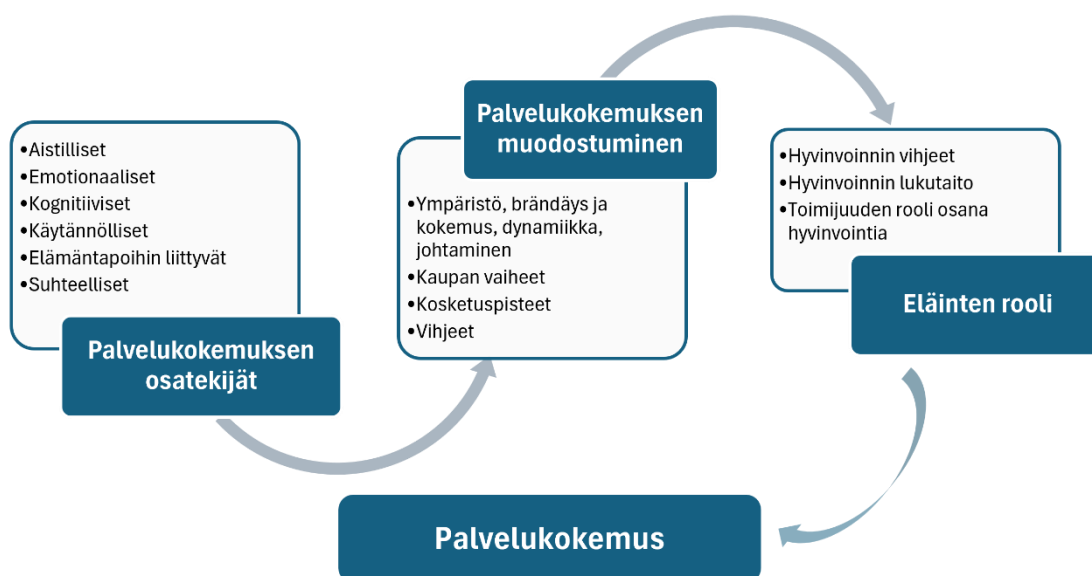 •Aistilliset
•Emotionaaliset
•Kognitiiviset
•Käytännölliset
•Elämäntapoihin liittyvät
•Suhteelliset
Palvelukokemuksen
osatekijät
Palvelukokemuksen
muodostuminen
•Ympäristö, brändäys ja
kokemus, dynamiikka,
johtaminen
•Kaupan vaiheet
•Kosketuspisteet
•Vihjeet
•Hyvinvoinnin vihjeet
•Hyvinvoinnin lukutaito
•Toimijuuden rooli osana
hyvinvointia
Eläinten rooli
Palvelukokemus